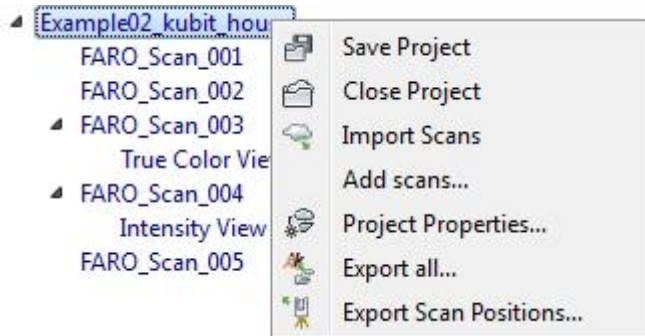 Example02_kubit_hou
FARO_Scan_001
FARO_Scan_002
FARO_Scan_003
True Color Vie
FARO_Scan_004
Intensity View
FARO_Scan_005
Save Project
Close Project
Import Scans
Add scans...
Project Properties...
Export all...
Export Scan Positions...